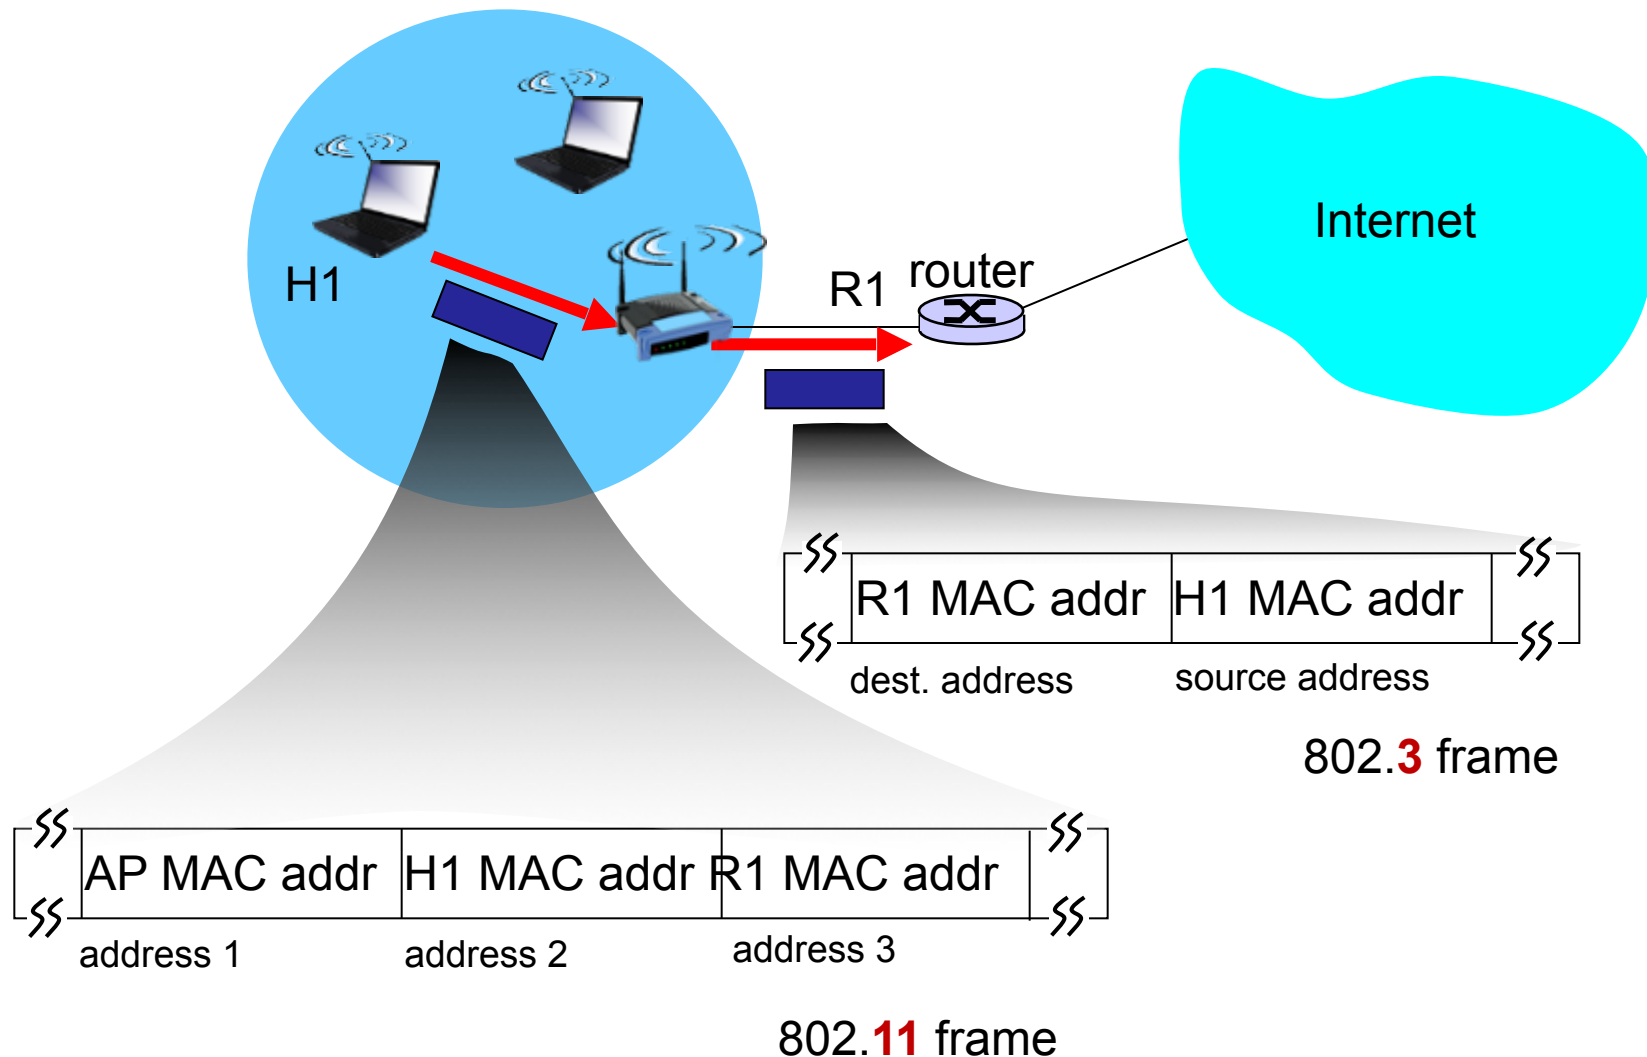 Internet
router
R1
H1
R1 MAC addr H1 MAC addr
dest. address source address
802.3 frame
AP MAC addr H1 MAC addr R1 MAC addr
address 1 address 2 address 3
802.11 frame